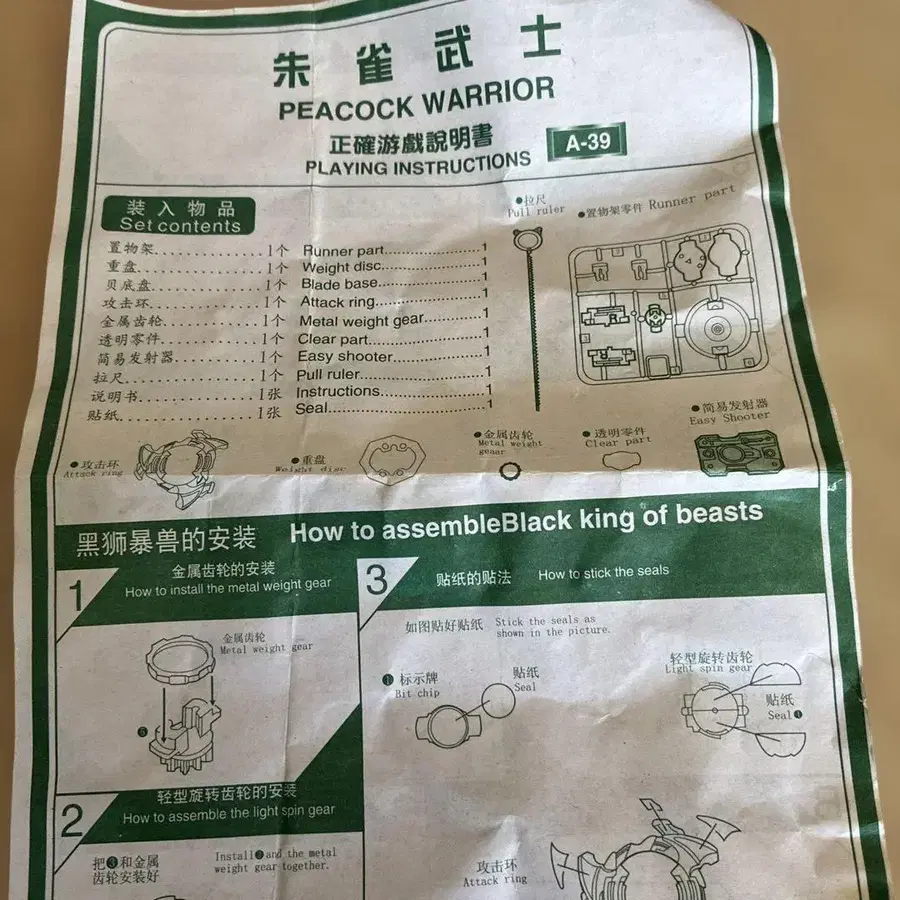 朱雀武士
PEACOCK WARRIOR
正確游戲說明書
PLAYING INSTRUCTIONS
A-39
装入物品
Set contents
置物架............1个 Runner part............1
重盘............1个 Weight disc............1
贝底盘............1个 Blade base............1
攻击环............1个 Attack ring............1
金属齿轮............1个 Metal weight gear............1
透明零件............1个 Clear part............1
简易发射器............1个 Easy shooter............1
拉尺............1个 Pull ruler............1
说明书............1张 Instructions............1
贴纸............1张 Seal............1
●拉尺
Pull ruler
●置物架零件 Runner part
●攻击环
Attack ring
●重盘
Weight disc
●金属齿轮
Metal weight
geaar
●透明零件
Clear part
●简易发射器
Easy Shooter
黑狮暴兽的安装 How to assembleBlack king of beasts
1
金属齿轮的安装
How to install the metal weight gear
金属齿轮
Metal weight gear
2
轻型旋转齿轮的安装
How to assemble the light spin gear
把❸和金属
齿轮安装好
Install❷and the metal
weight gear together.
3
贴纸的贴法 How to stick the seals
如图贴好贴纸
Stick the seals as
shown in the picture.
❶标示牌
Bit chip
贴纸
Seal
轻型旋转齿轮
Light spin gear
贴纸
Seal❶
攻击环
Attack ring